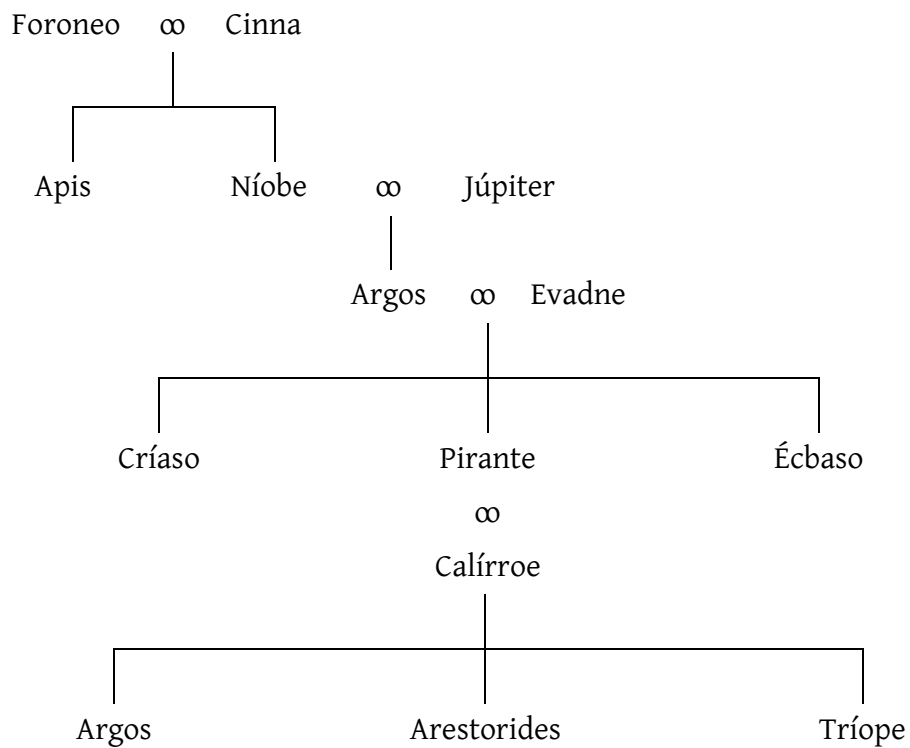 Foroneo ꝏ Cinna
Apis Níobe ꝏ Júpiter
Argos ꝏ Evadne
Críaso Pirante Écbaso
ꝏ
Calírroe
Argos Arestorides Tríope